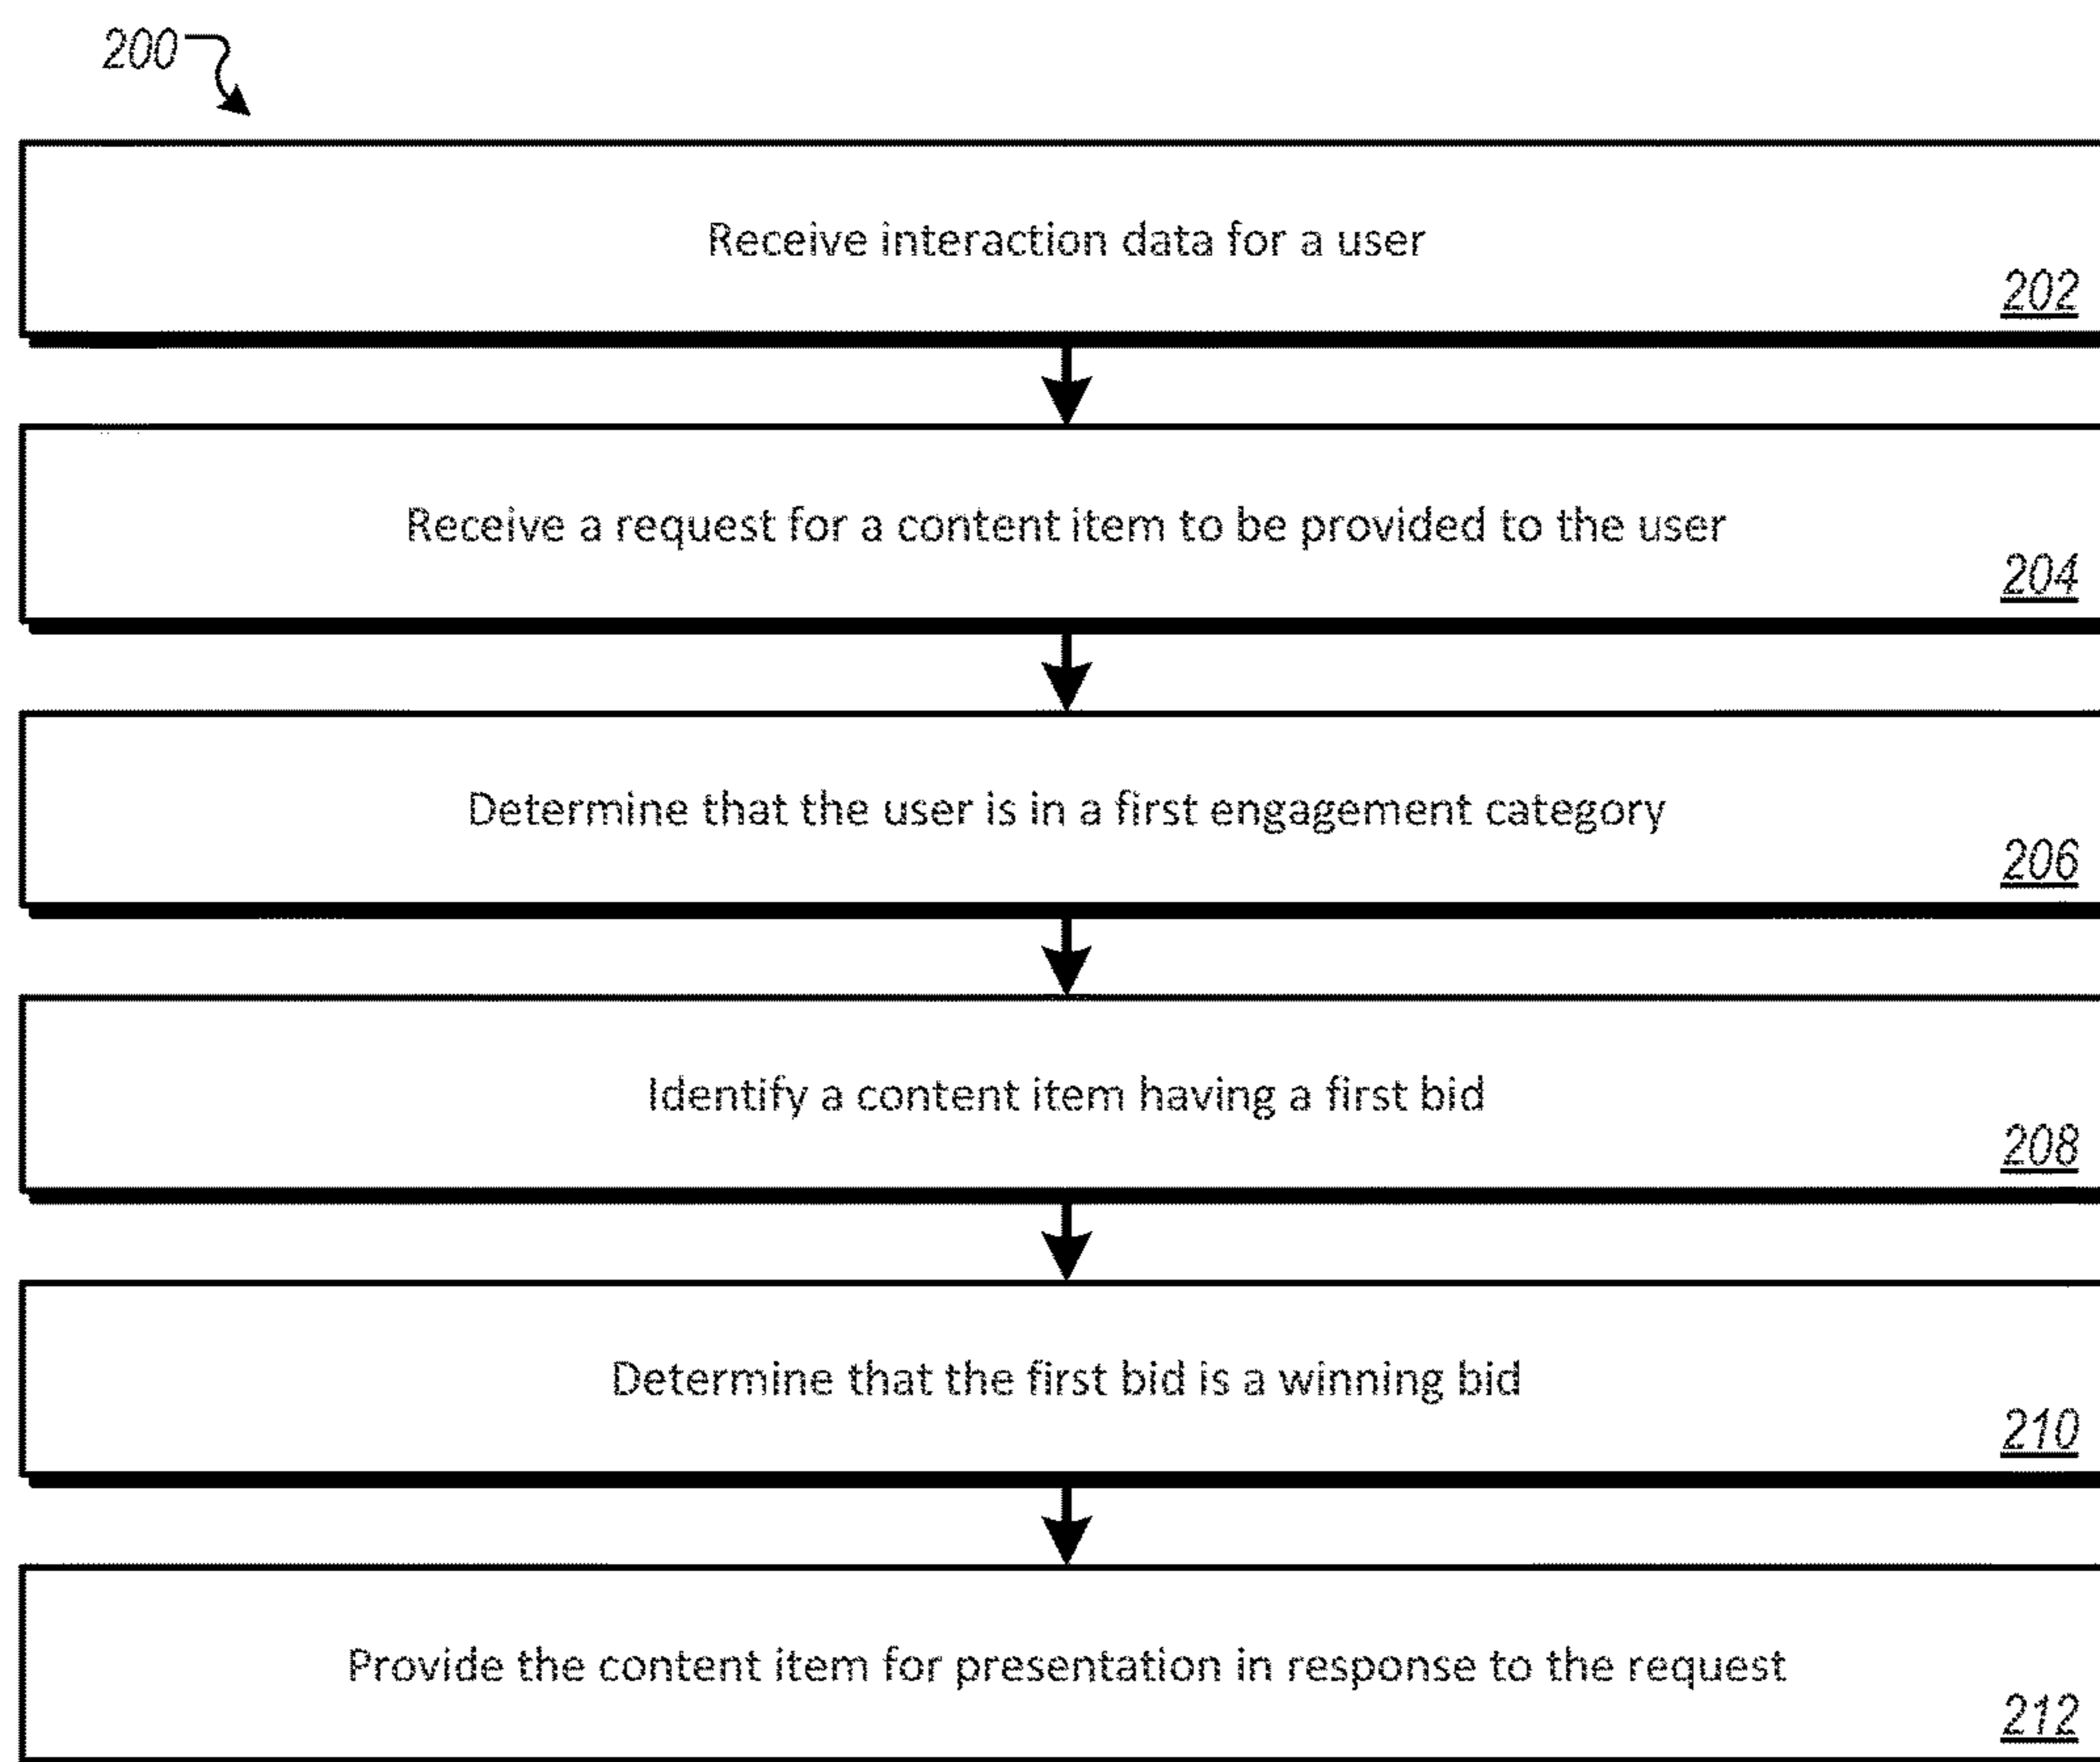 200
Receive interaction data for a user
202
Receive a request for a content item to be provided to the user
204
Determine that the user is in a first engagement category
206
Identify a content item having a first bid
208
Determine that the first bid is a winning bid
210
Provide the content item for presentation in response to the request
212